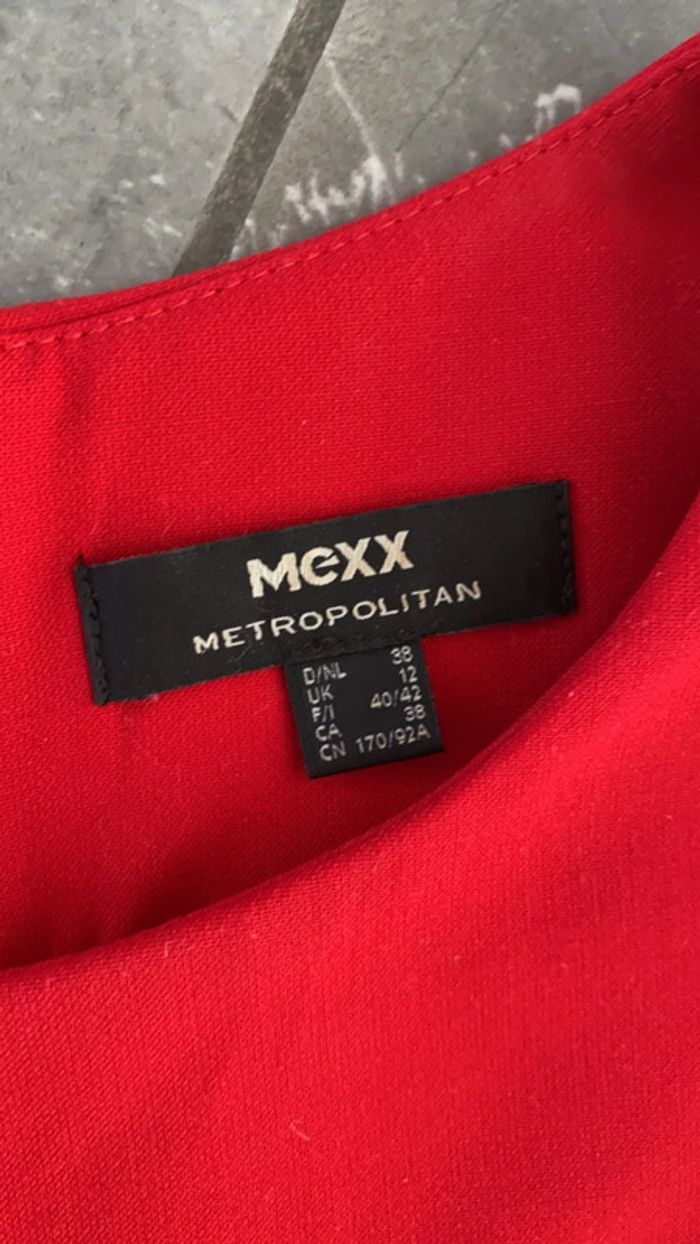 Mexx
METROPOLITAN
D/NL 38
UK 12
F/I 40/42
CA 38
CN 170/92A